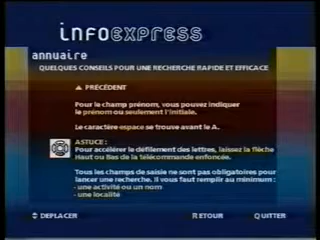 infoexpress
annuaire
QUELQUES CONSEILS POUR UNE RECHERCHE RAPIDE ET EFFICACE
PRÉCÉDENT
Pour le champ prénom, vous pouvez indiquer
le prénom ou seulement l'initiale.
Le caractère espace se trouve avant le A.
ASTUCE :
Pour accélérer le défilement des lettres, laissez la flèche
Haut ou Bas de la télécommande enfoncée.
Tous les champs de saisie ne sont pas obligatoires pour
lancer une recherche. Il vous faut remplir au minimum :
- une activité ou un nom
- une localité
DEPLACER
RETOUR
QUITTER